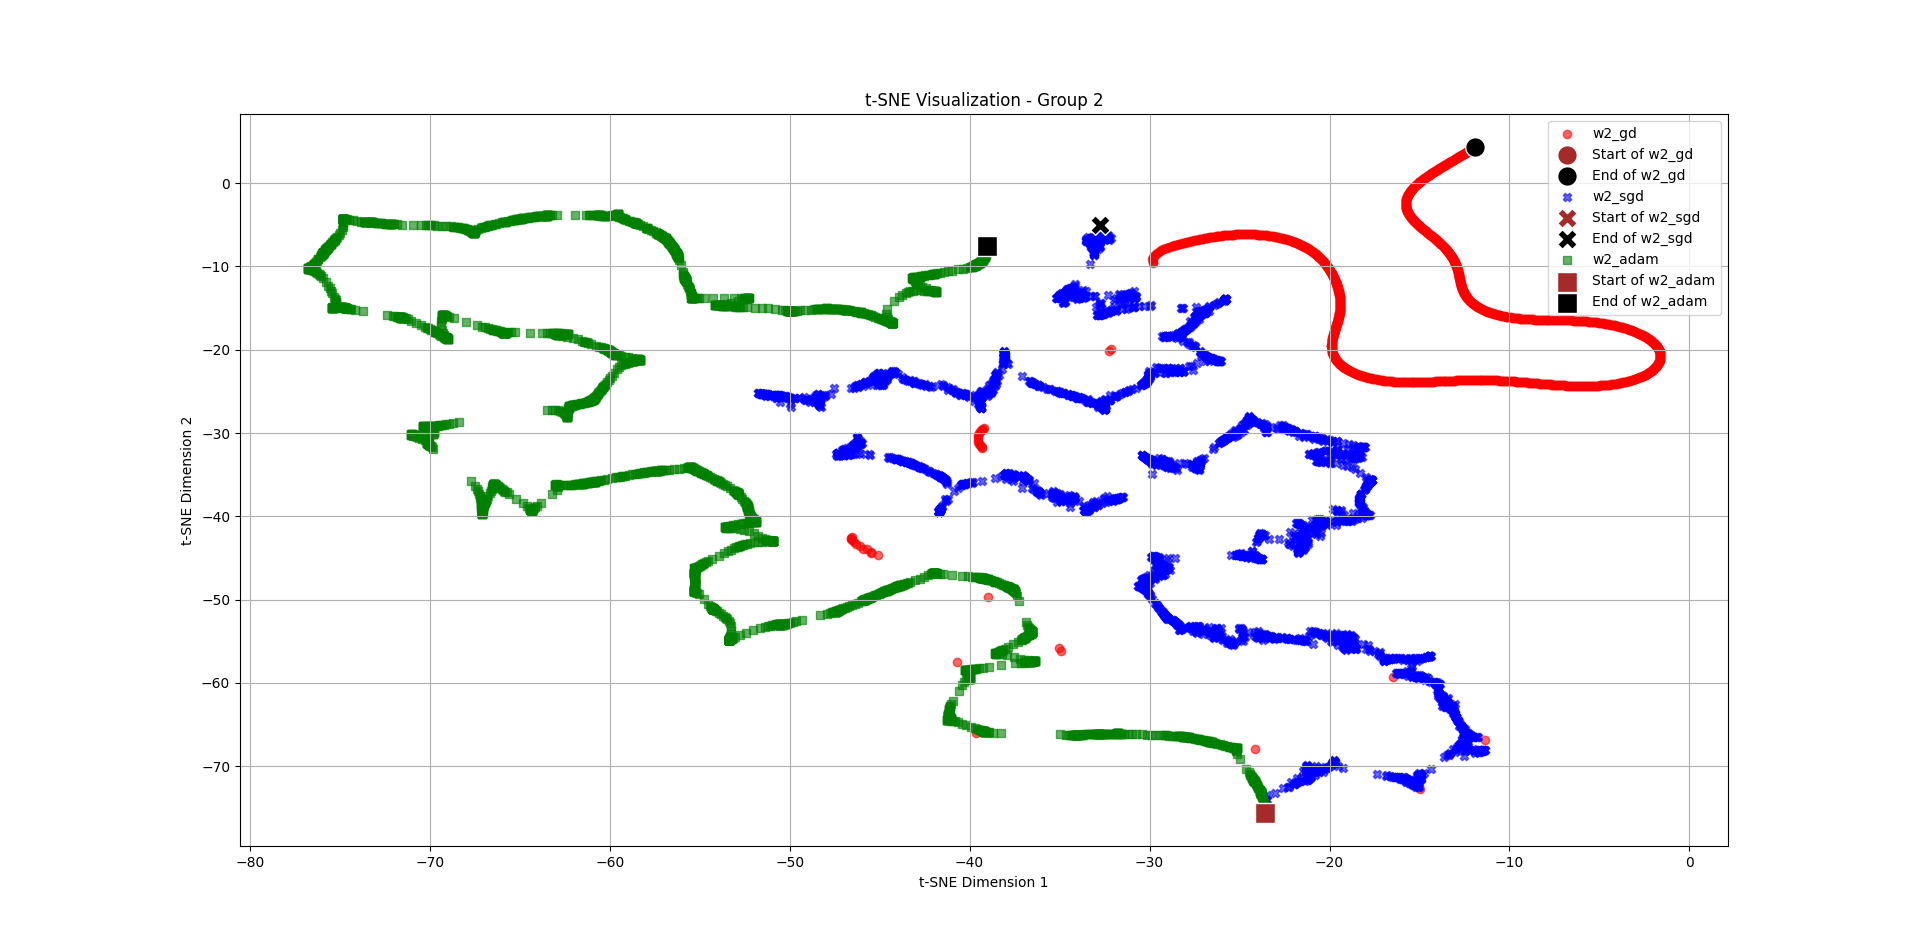 t-SNE Visualization - Group 2
w2_gd
Start of w2_gd
End of w2_gd
w2_sgd
Start of w2_sgd
End of w2_sgd
w2_adam
Start of w2_adam
End of w2_adam
t-SNE Dimension 2
0
−10
−20
−30
−40
−50
−60
−70
−80
−70
−60
−50
−40
−30
−20
−10
0
t-SNE Dimension 1